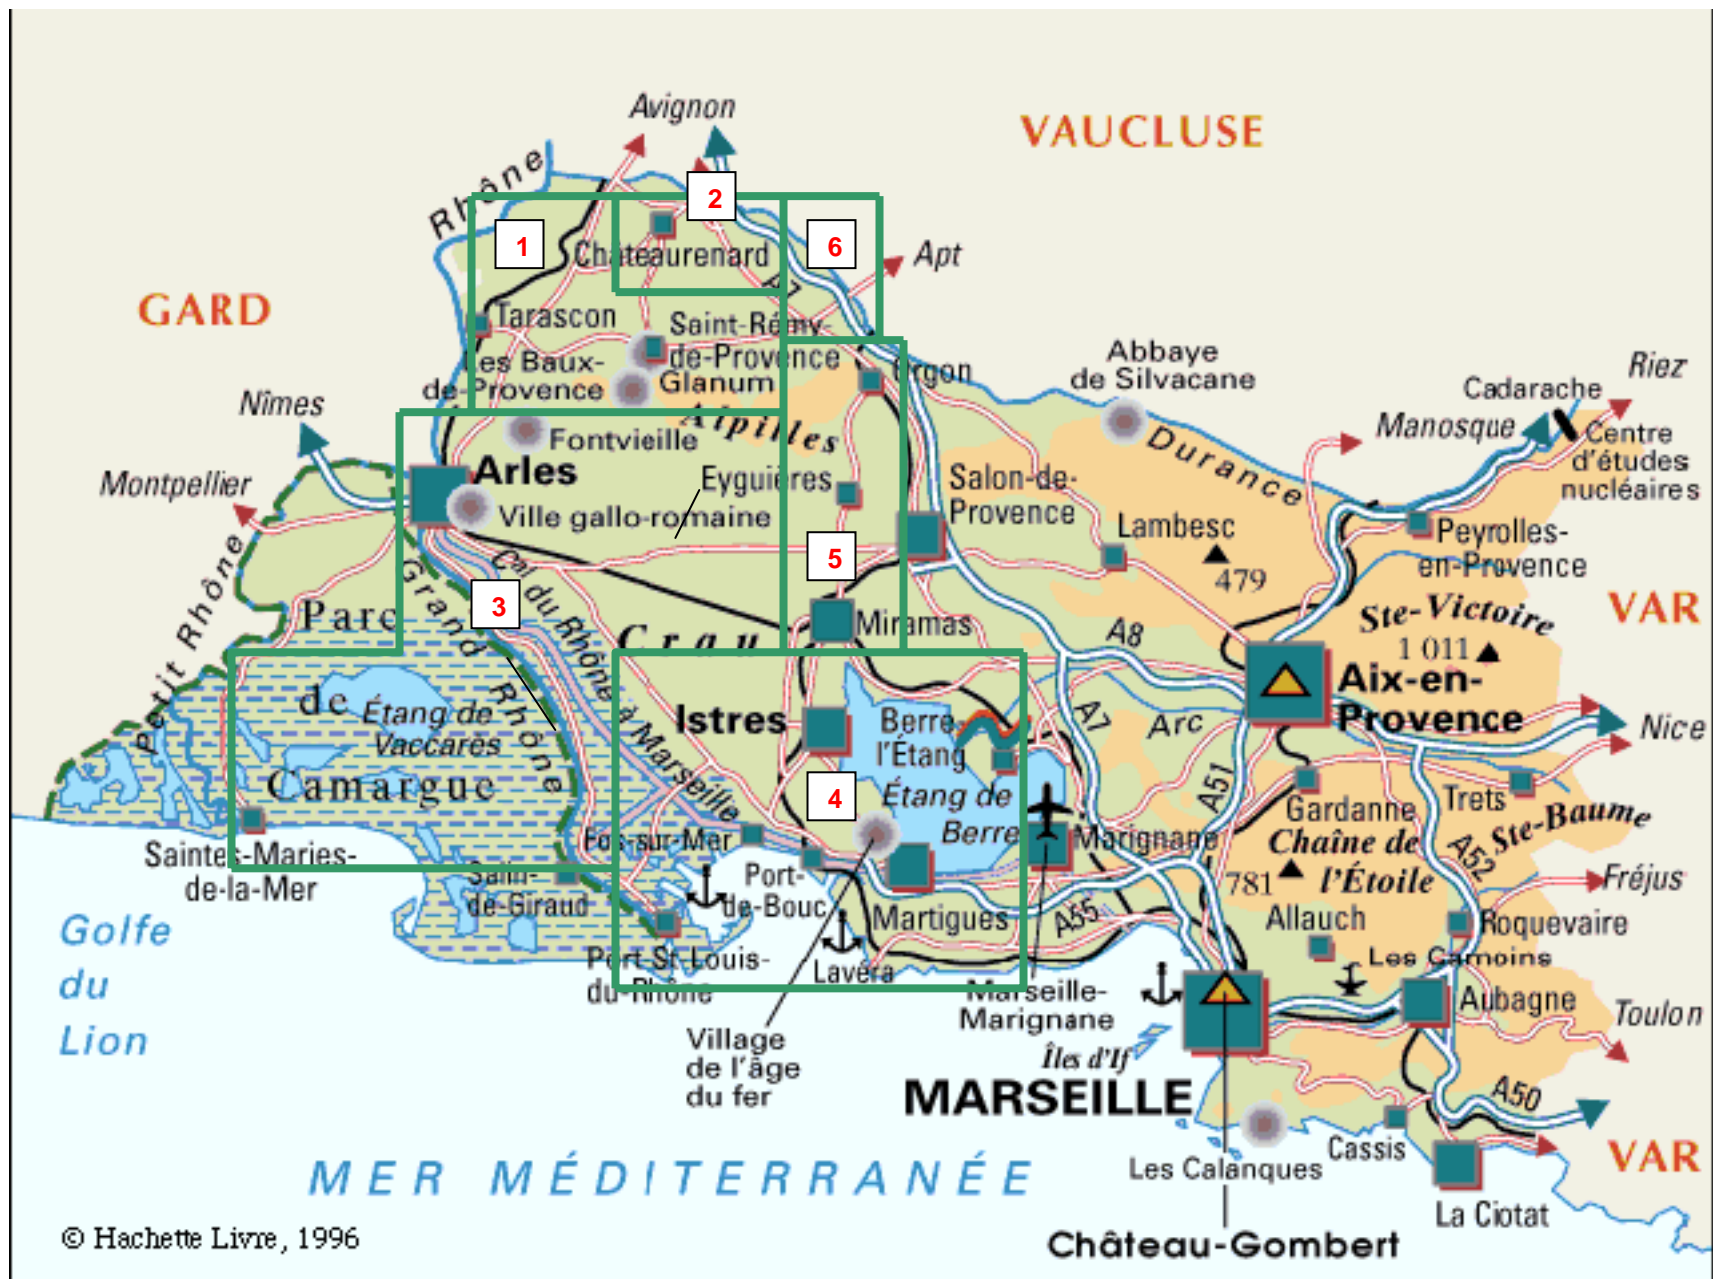 Avignon
VAUCLUSE
Rhône
2
1
6
Châteaurenard
Apt
A7
GARD
Tarascon
Saint-Rémy-
de-Provence
Les Baux-
de-Provence
Glanum
Orgon
Abbaye
de Silvacane
Riez
Cadarache
Nîmes
Manosque
Centre
d'études
nucléaires
Alpilles
Fontvieille
Durance
Arles
Eyguières
Salon-de-
Provence
Montpellier
Ville gallo-romaine
Lambesc
479
Peyrolles-
en-Provence
5
Petit Rhône
Grand Rhône
Cal du Rhône à Marseille
3
Parc
de
Camargue
Crau
Miramas
A8
Ste-Victoire
1 011
VAR
Étang de
Vaccarès
Istres
Berre-
l'Étang
A7
Arc
Aix-en-
Provence
Nice
4
Étang de
Berre
A51
Gardanne
Trets
Ste-Baume
Saintes-Maries-
de-la-Mer
Fos-sur-Mer
Marignane
Chaîne de
l'Étoile
A52
781
Salin-
de-Giraud
Port-
de-Bouc
Martigues
A55
Fréjus
Allauch
Roquevaire
Golfe
du
Lion
Port-St-Louis-
du-Rhône
Lavéra
Les Camoins
Marseille-
Marignane
Aubagne
Toulon
Village
de l'âge
du fer
Îles d'If
MARSEILLE
A50
Cassis
VAR
MER MÉDITERRANÉE
Les Calanques
La Ciotat
© Hachette Livre, 1996
Château-Gombert